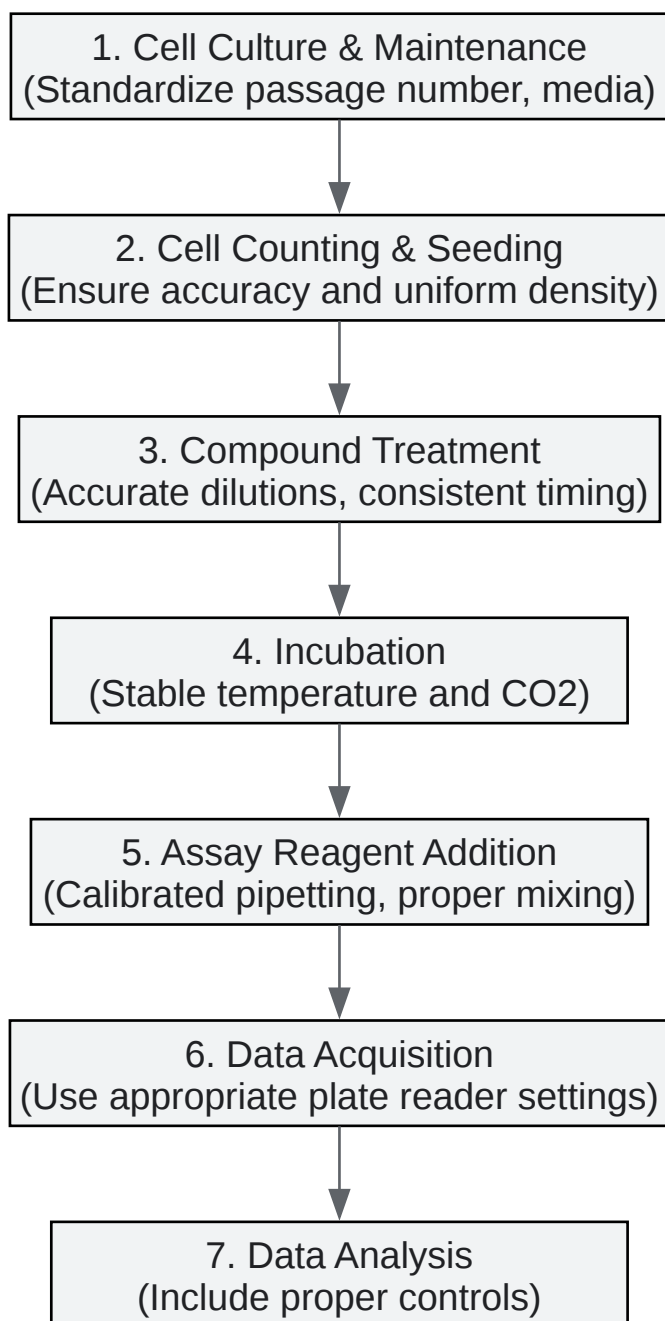 1. Cell Culture & Maintenance
(Standardize passage number, media)
2. Cell Counting & Seeding
(Ensure accuracy and uniform density)
3. Compound Treatment
(Accurate dilutions, consistent timing)
4. Incubation
(Stable temperature and CO2)
5. Assay Reagent Addition
(Calibrated pipetting, proper mixing)
6. Data Acquisition
(Use appropriate plate reader settings)
7. Data Analysis
(Include proper controls)